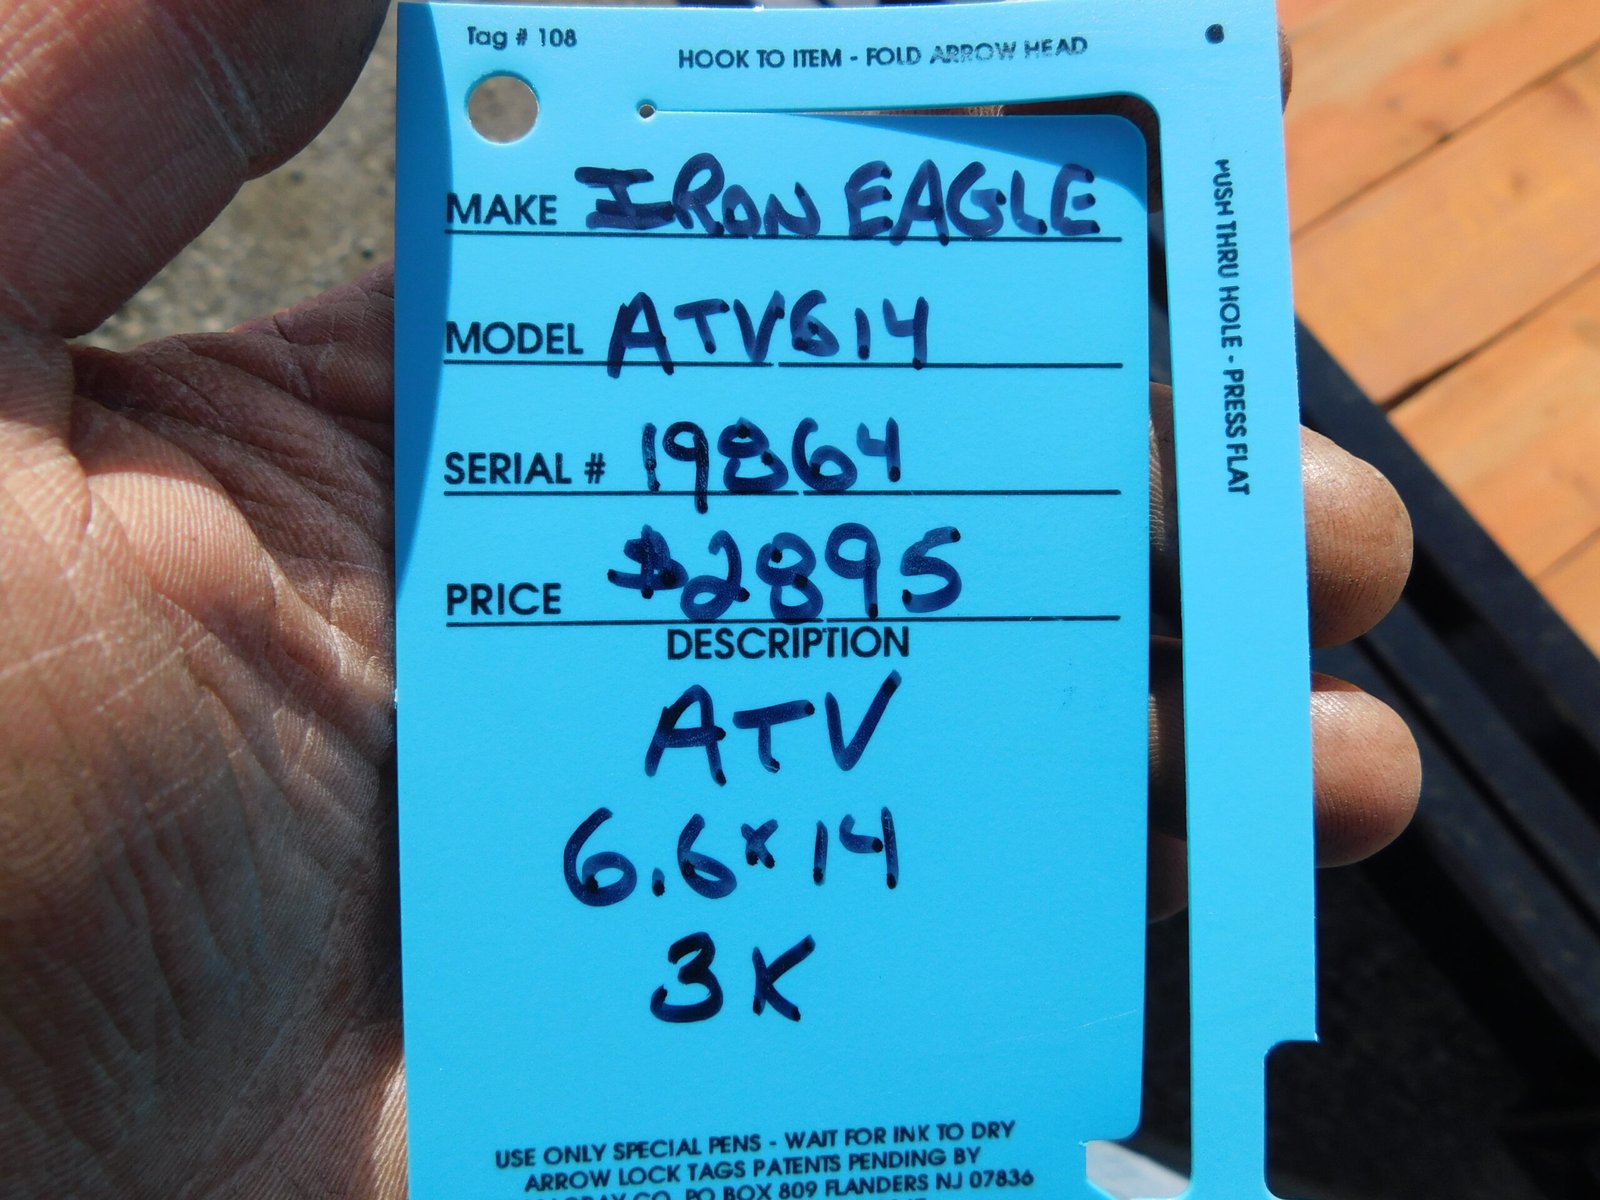 Tag # 108
HOOK TO ITEM - FOLD ARROW HEAD
PUSH THRU HOLE - PRESS FLAT
MAKE IRON EAGLE
MODEL ATV614
SERIAL # 19864
PRICE $2895
DESCRIPTION
ATV
6.6x14
3K
USE ONLY SPECIAL PENS - WAIT FOR INK TO DRY
ARROW LOCK TAGS PATENTS PENDING BY
CO. PO BOX 809 FLANDERS NJ 07836